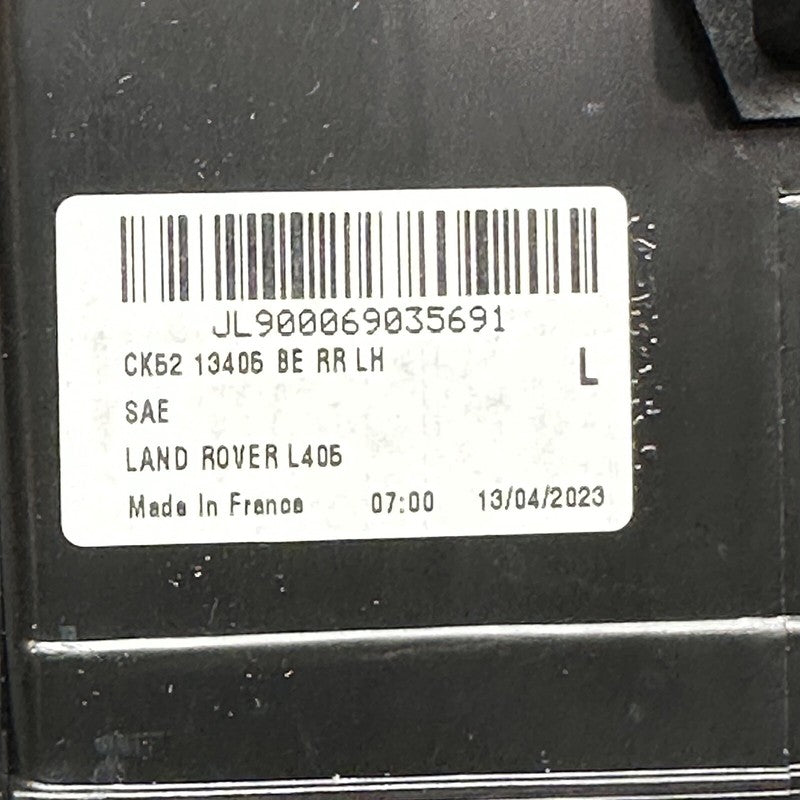 JL900069035691
CK52 13405 BE RR LH
L
SAE
LAND ROVER L405
Made In France 07:00 13/04/2023